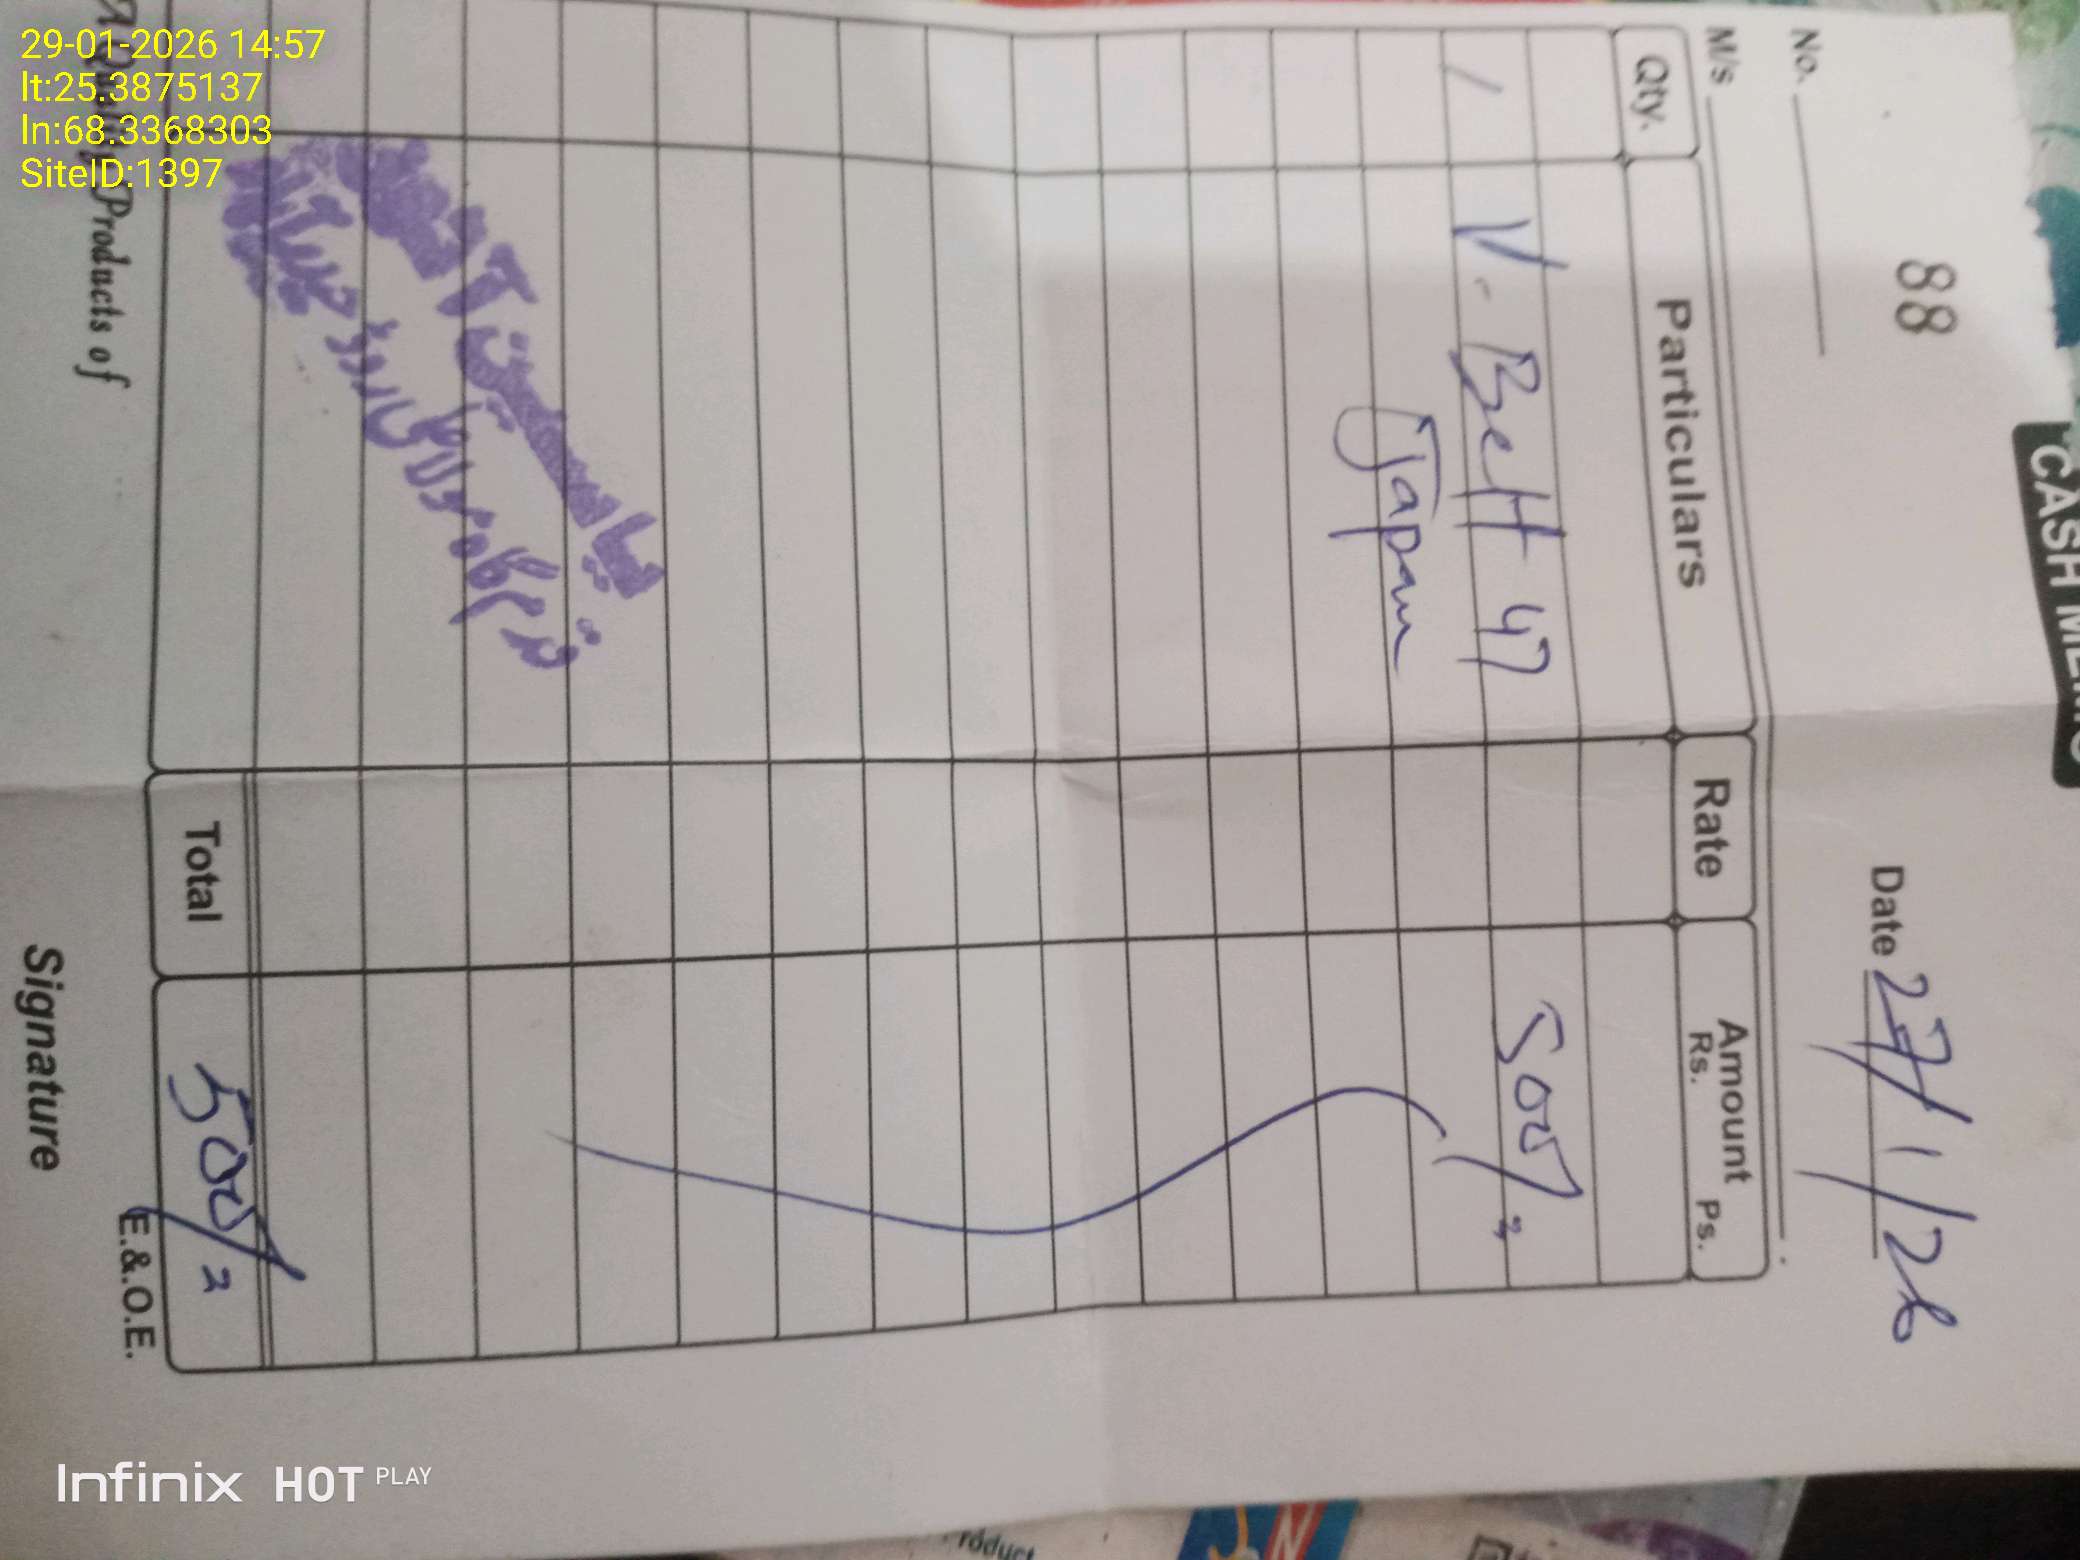 29-01-2026 14:57
lt:25.3875137
ln:68.3368303
SiteID:1397
CASH MEMO
88
No.
Date 27/1/26
M/s
Qty. Particulars Rate Amount
Rs. Ps.
1 V. Belt 47 500/=
Japan
Total 500/=
E.&.O.E.
Products of
Signature
Infinix HOT PLAY